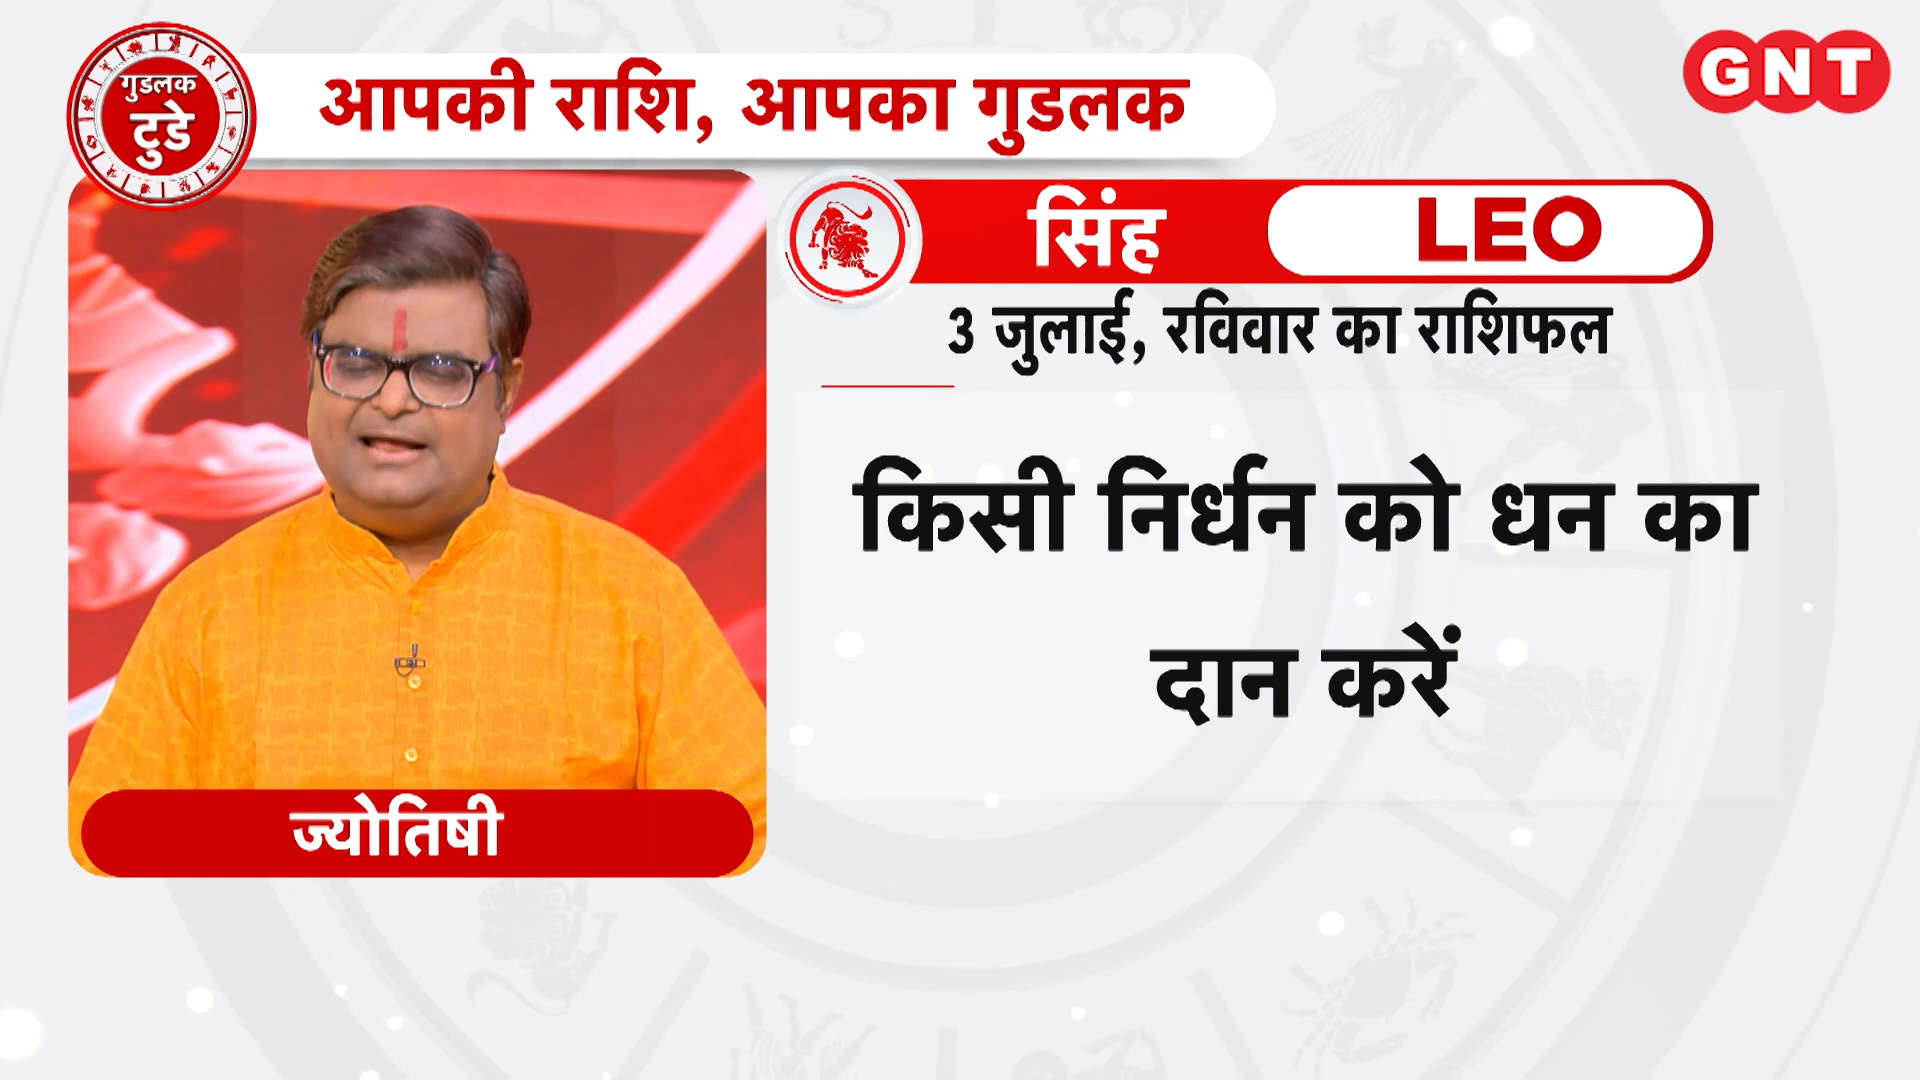 गुडलक
टुडे
आपकी राशि, आपका गुडलक
GNT
सिंह LEO
3 जुलाई, रविवार का राशिफल
किसी निर्धन को धन का
दान करें
ज्योतिषी